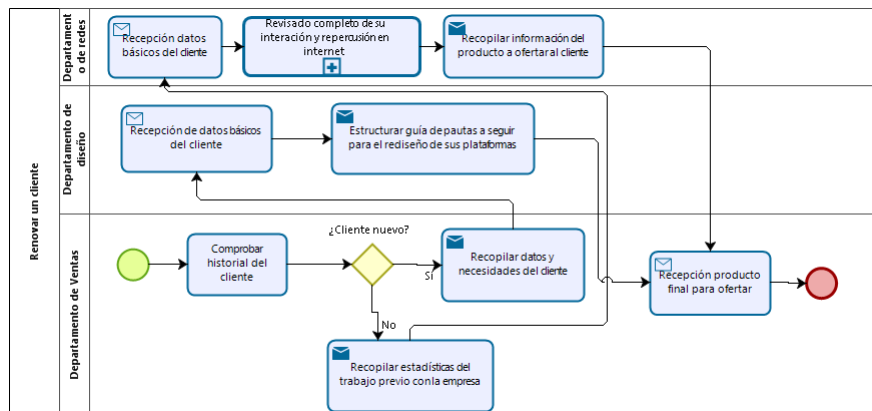 Renovar un cliente
Departament
o de redes
Recepción datos
básicos del cliente
Revisado completo de su
interación y repercusión en
internet
Recopilar información del
producto a ofertar al cliente
Departamento de
diseño
Recepción de datos básicos
del cliente
Estructurar guía de pautas a seguir
para el rediseño de sus plataformas
Departamento de Ventas
Comprobar
historial del
cliente
¿Cliente nuevo?
Sí
No
Recopilar datos y
necesidades del cliente
Recopilar estadísticas del
trabajo previo con la empresa
Recepción producto
final para ofertar